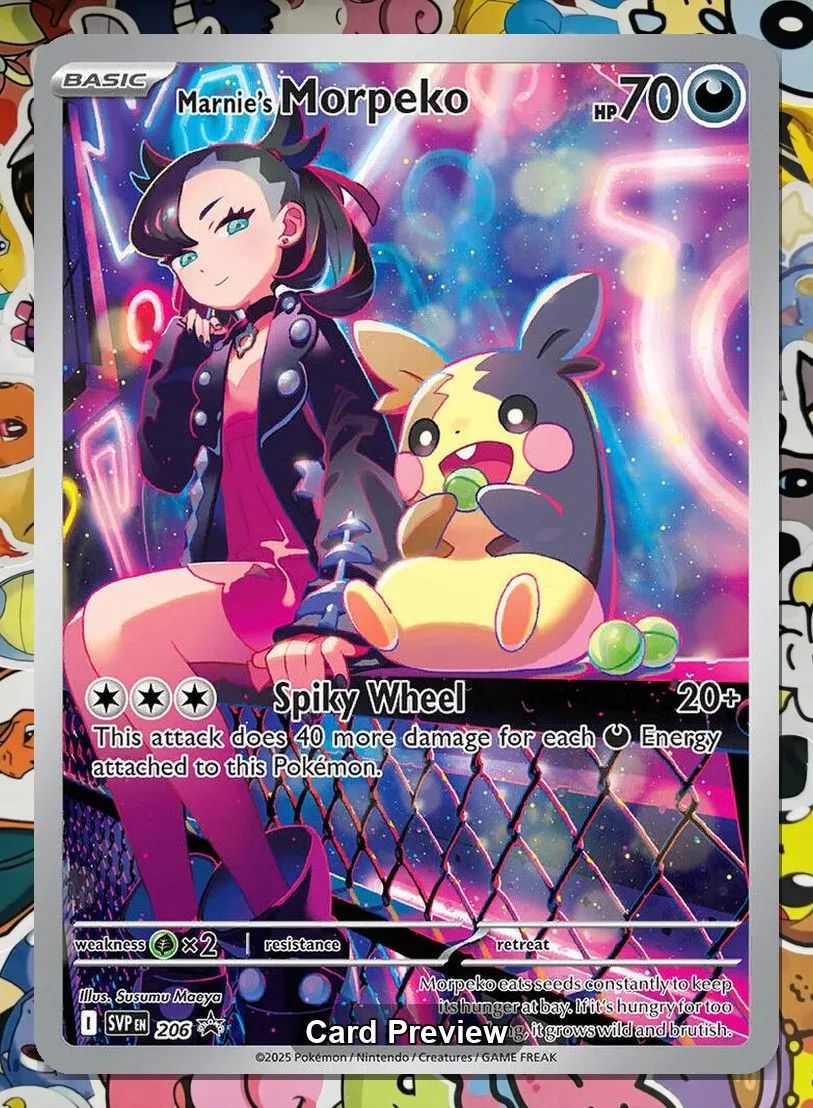 BASIC
Marnie's Morpeko
HP70
Spiky Wheel 20+
This attack does 40 more damage for each Energy
attached to this Pokémon.
weakness ×2 resistance retreat
Illus. Susumu Maeya
Morpeko eats seeds constantly to keep
its hunger at bay. If it's hungry for too
, it grows wild and brutish.
I SVP EN 206
Card Preview
©2025 Pokémon / Nintendo / Creatures / GAME FREAK